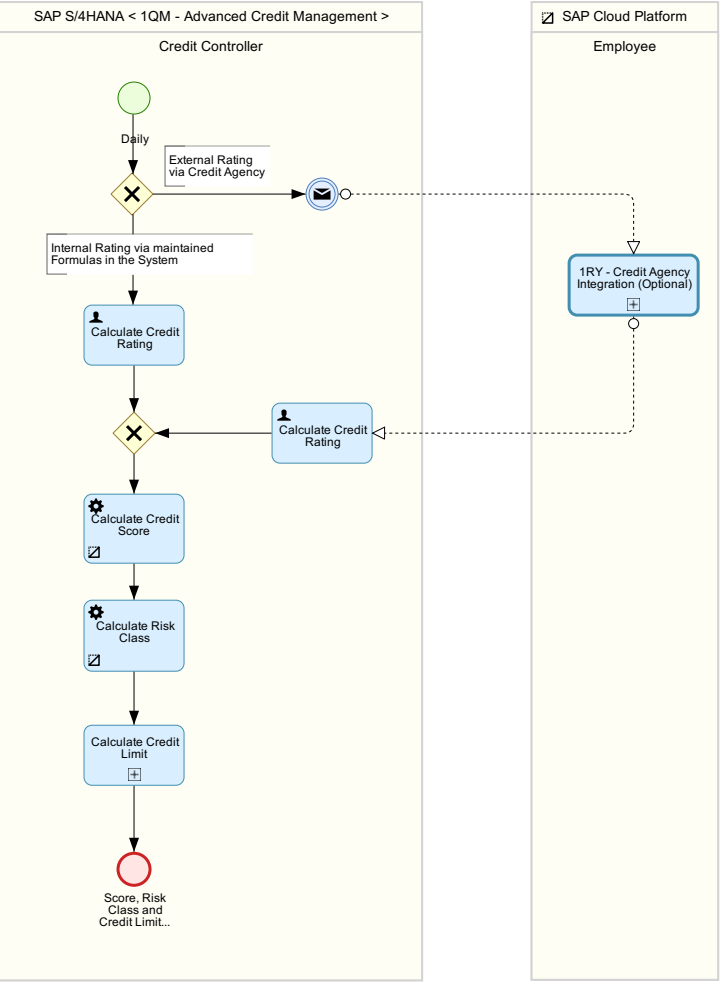 SAP S/4HANA < 1QM - Advanced Credit Management >
SAP Cloud Platform
Credit Controller
Employee
Daily
External Rating
via Credit Agency
Internal Rating via maintained
Formulas in the System
1RY - Credit Agency
Integration (Optional)
Calculate Credit
Rating
Calculate Credit
Rating
Calculate Credit
Score
Calculate Risk
Class
Calculate Credit
Limit
Score, Risk
Class and
Credit Limit...